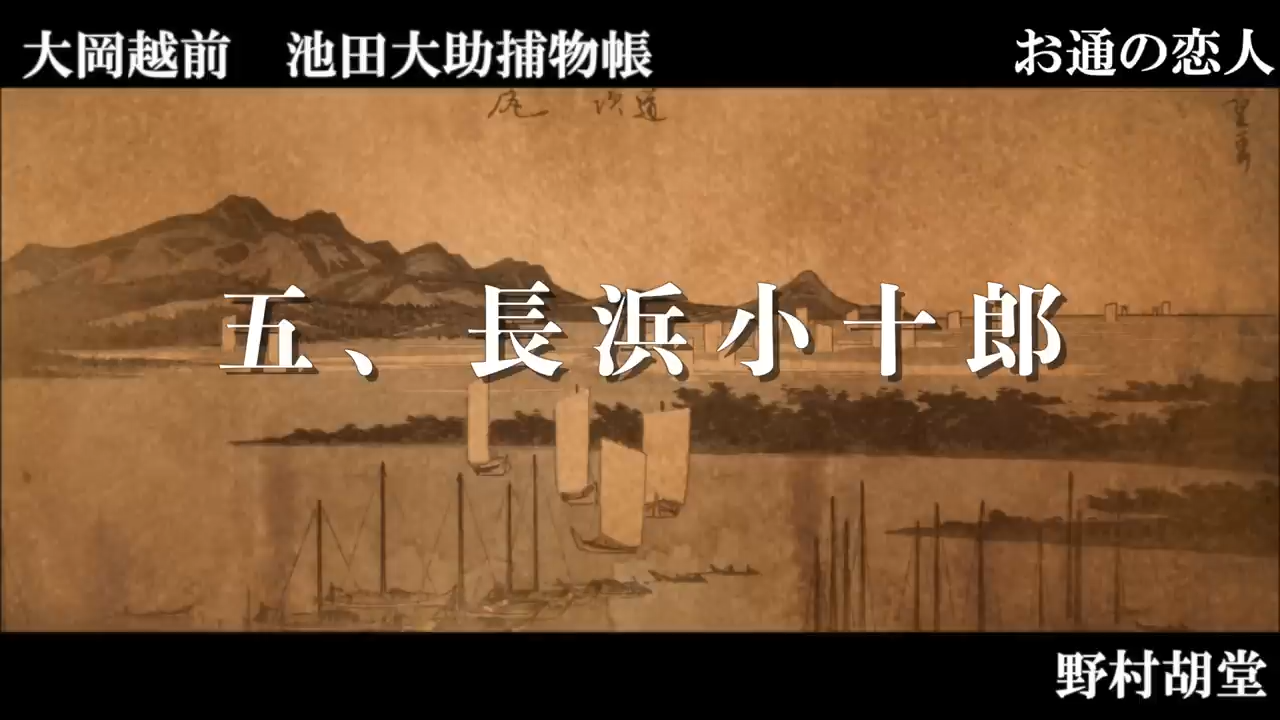 大岡越前　池田大助捕物帳
お通の恋人
五、長浜小十郎
野村胡堂